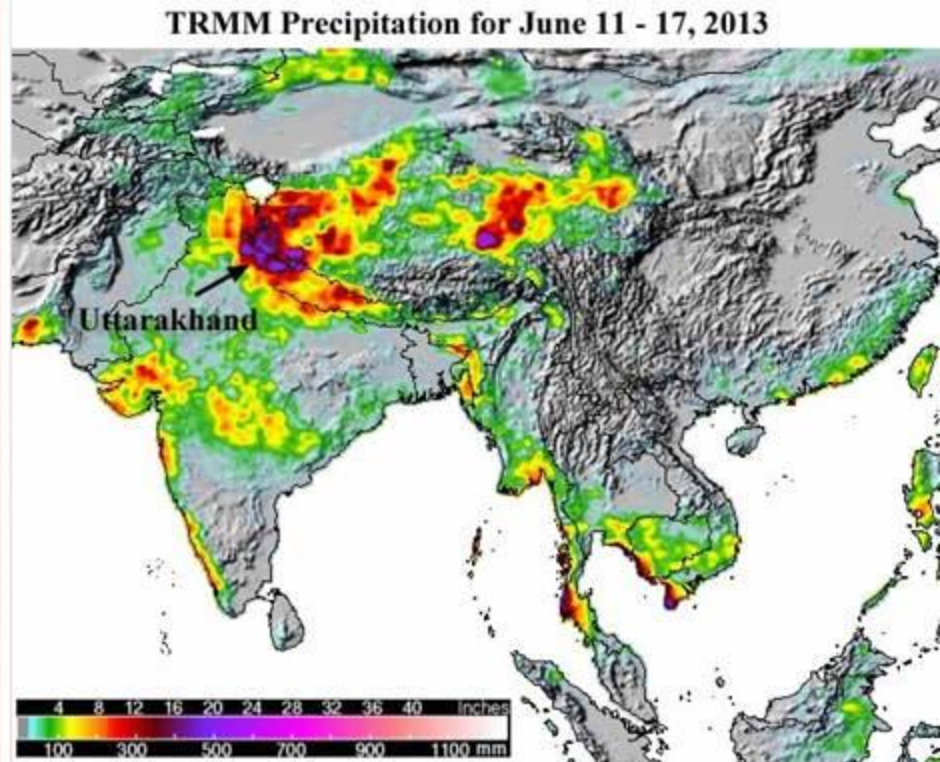 TRMM Precipitation for June 11 - 17, 2013
Uttarakhand
4 8 12 16 20 24 28 32 36 40 Inches
100 300 500 700 900 1100 mm